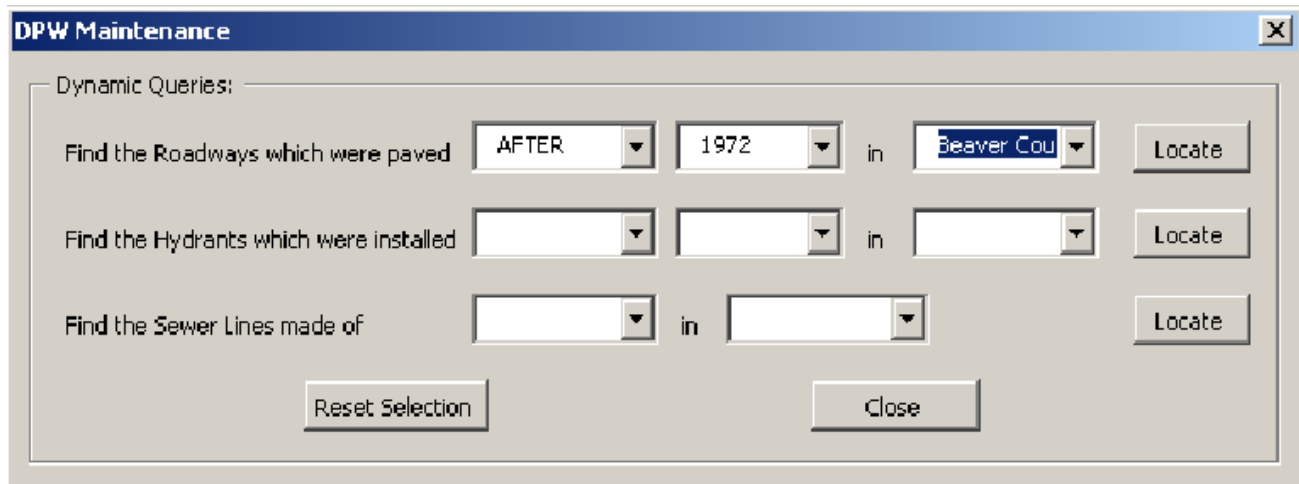 DPW Maintenance
Dynamic Queries:
Find the Roadways which were paved AFTER 1972 in Beaver Cou Locate
Find the Hydrants which were installed in Locate
Find the Sewer Lines made of in Locate
Reset Selection Close